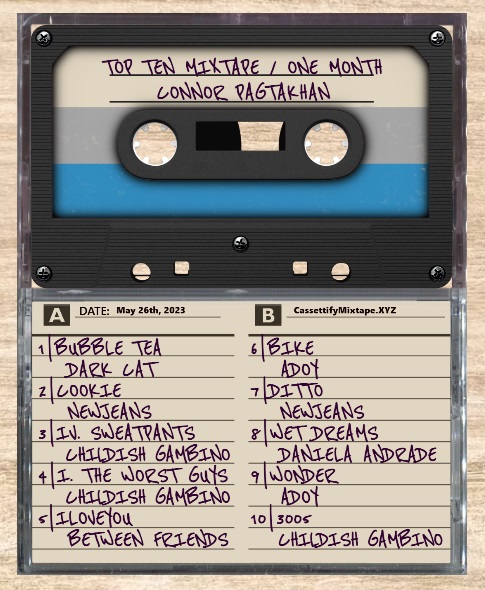 TOP TEN MIXTAPE / ONE MONTH
CONNOR PAGTAKHAN
A DATE: May 26th, 2023
1 BUBBLE TEA
DARK CAT
2 COOKIE
NEWJEANS
3 IV. SWEATPANTS
CHILDISH GAMBINO
4 I. THE WORST GUYS
CHILDISH GAMBINO
5 ILOVEYOU
BETWEEN FRIENDS
B CassettifyMixtape.XYZ
6 BIKE
ADOY
7 DITTO
NEWJEANS
8 WET DREAMS
DANIELA ANDRADE
9 WONDER
ADOY
10 3005
CHILDISH GAMBINO